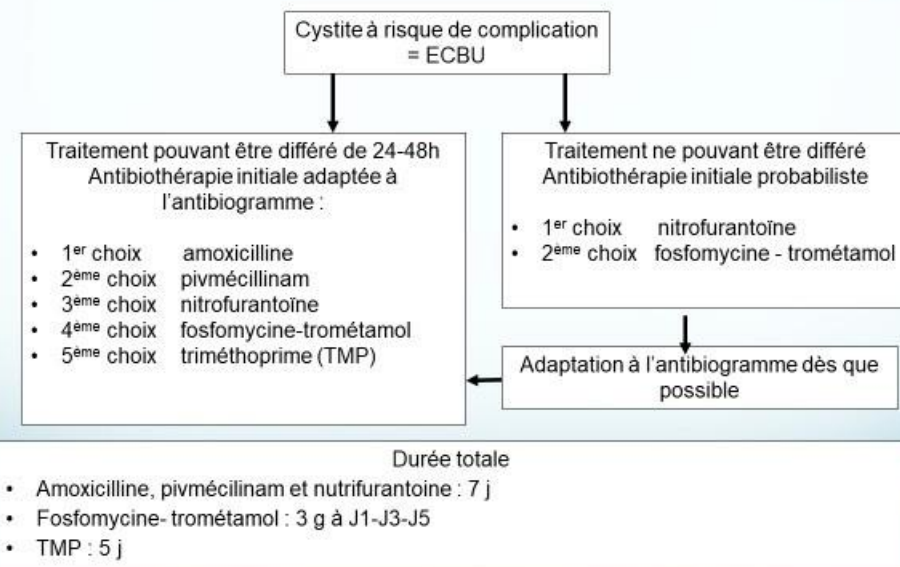 Cystite à risque de complication
= ECBU
Traitement pouvant être différé de 24-48h
Antibiothérapie initiale adaptée à
l'antibiogramme :
• 1er choix amoxicilline
• 2ème choix pivmécillinam
• 3ème choix nitrofurantoïne
• 4ème choix fosfomycine-trométamol
• 5ème choix triméthoprime (TMP)
Traitement ne pouvant être différé
Antibiothérapie initiale probabiliste
• 1er choix nitrofurantoïne
• 2ème choix fosfomycine - trométamol
Adaptation à l'antibiogramme dès que
possible
Durée totale
• Amoxicilline, pivmécilinam et nutrifurantoine : 7 j
• Fosfomycine- trométamol : 3 g à J1-J3-J5
• TMP : 5 j